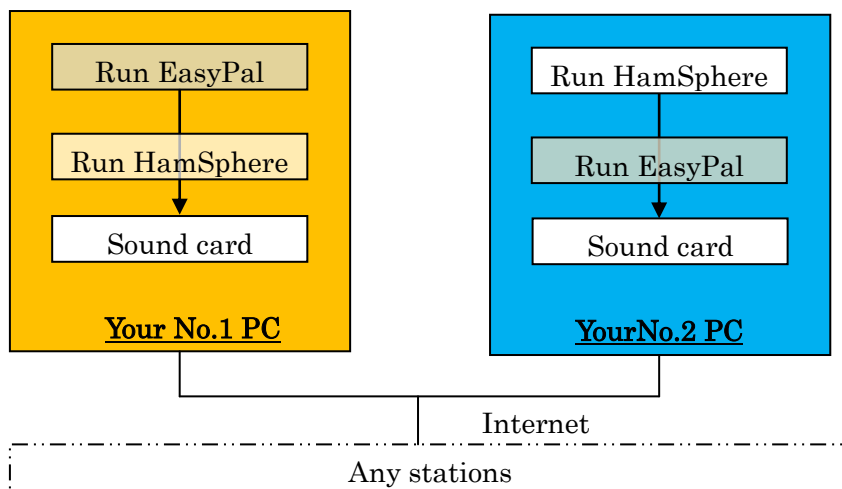 Run EasyPal
Run HamSphere
Sound card
Your No.1 PC
Run HamSphere
Run EasyPal
Sound card
YourNo.2 PC
Internet
Any stations